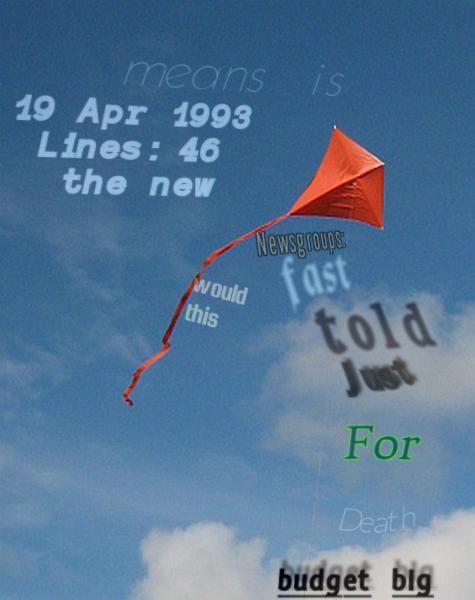 means is
19 Apr 1993
Lines: 46
the new
Newsgroups:
fast
would
this
told
Just
For
Death
budget big